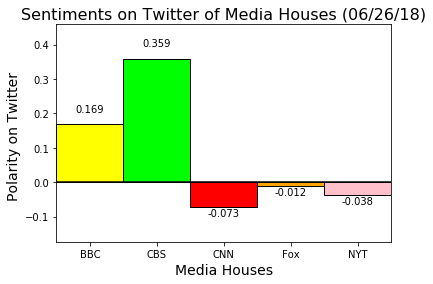 Sentiments on Twitter of Media Houses (06/26/18)
Polarity on Twitter
0.4
0.3
0.2
0.1
0.0
−0.1
0.169
0.359
-0.073
-0.012
-0.038
BBC
CBS
CNN
Fox
NYT
Media Houses